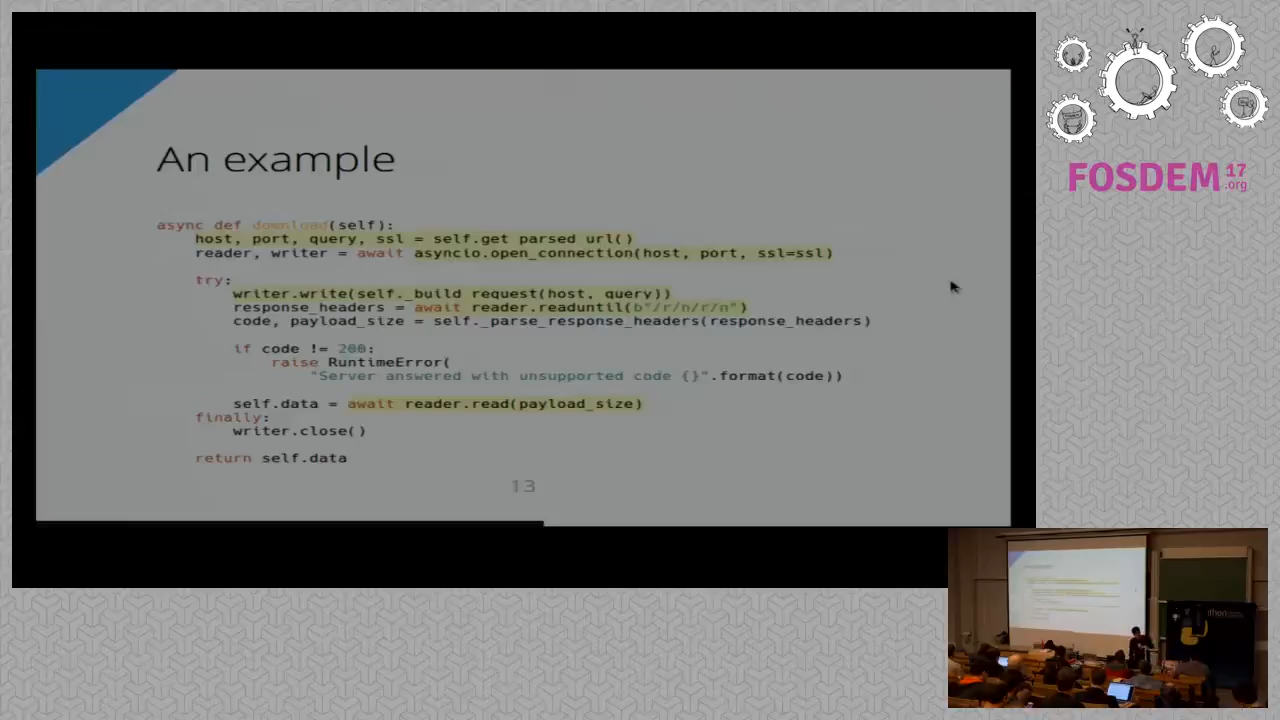 An example
async def download(self):
host, port, query, ssl = self.get_parsed_url()
reader, writer = await asyncio.open_connection(host, port, ssl=ssl)
try:
writer.write(self._build_request(host, query))
response_headers = await reader.readuntil(b"/r/n/r/n")
code, payload_size = self._parse_response_headers(response_headers)
if code != 200:
raise RuntimeError(
"Server answered with unsupported code {}".format(code))
self.data = await reader.read(payload_size)
finally:
writer.close()
return self.data
13
FOSDEM 17
.org
thon